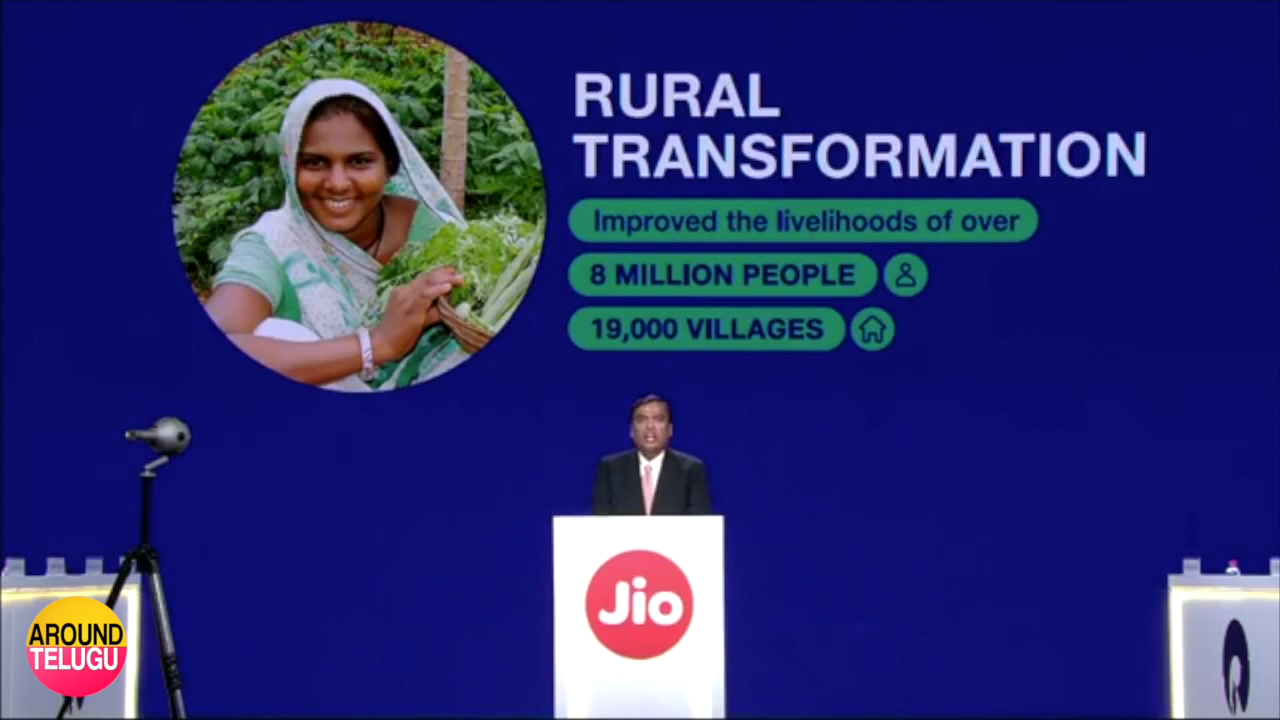 RURAL
TRANSFORMATION
Improved the livelihoods of over
8 MILLION PEOPLE
19,000 VILLAGES
Jio
AROUND
TELUGU